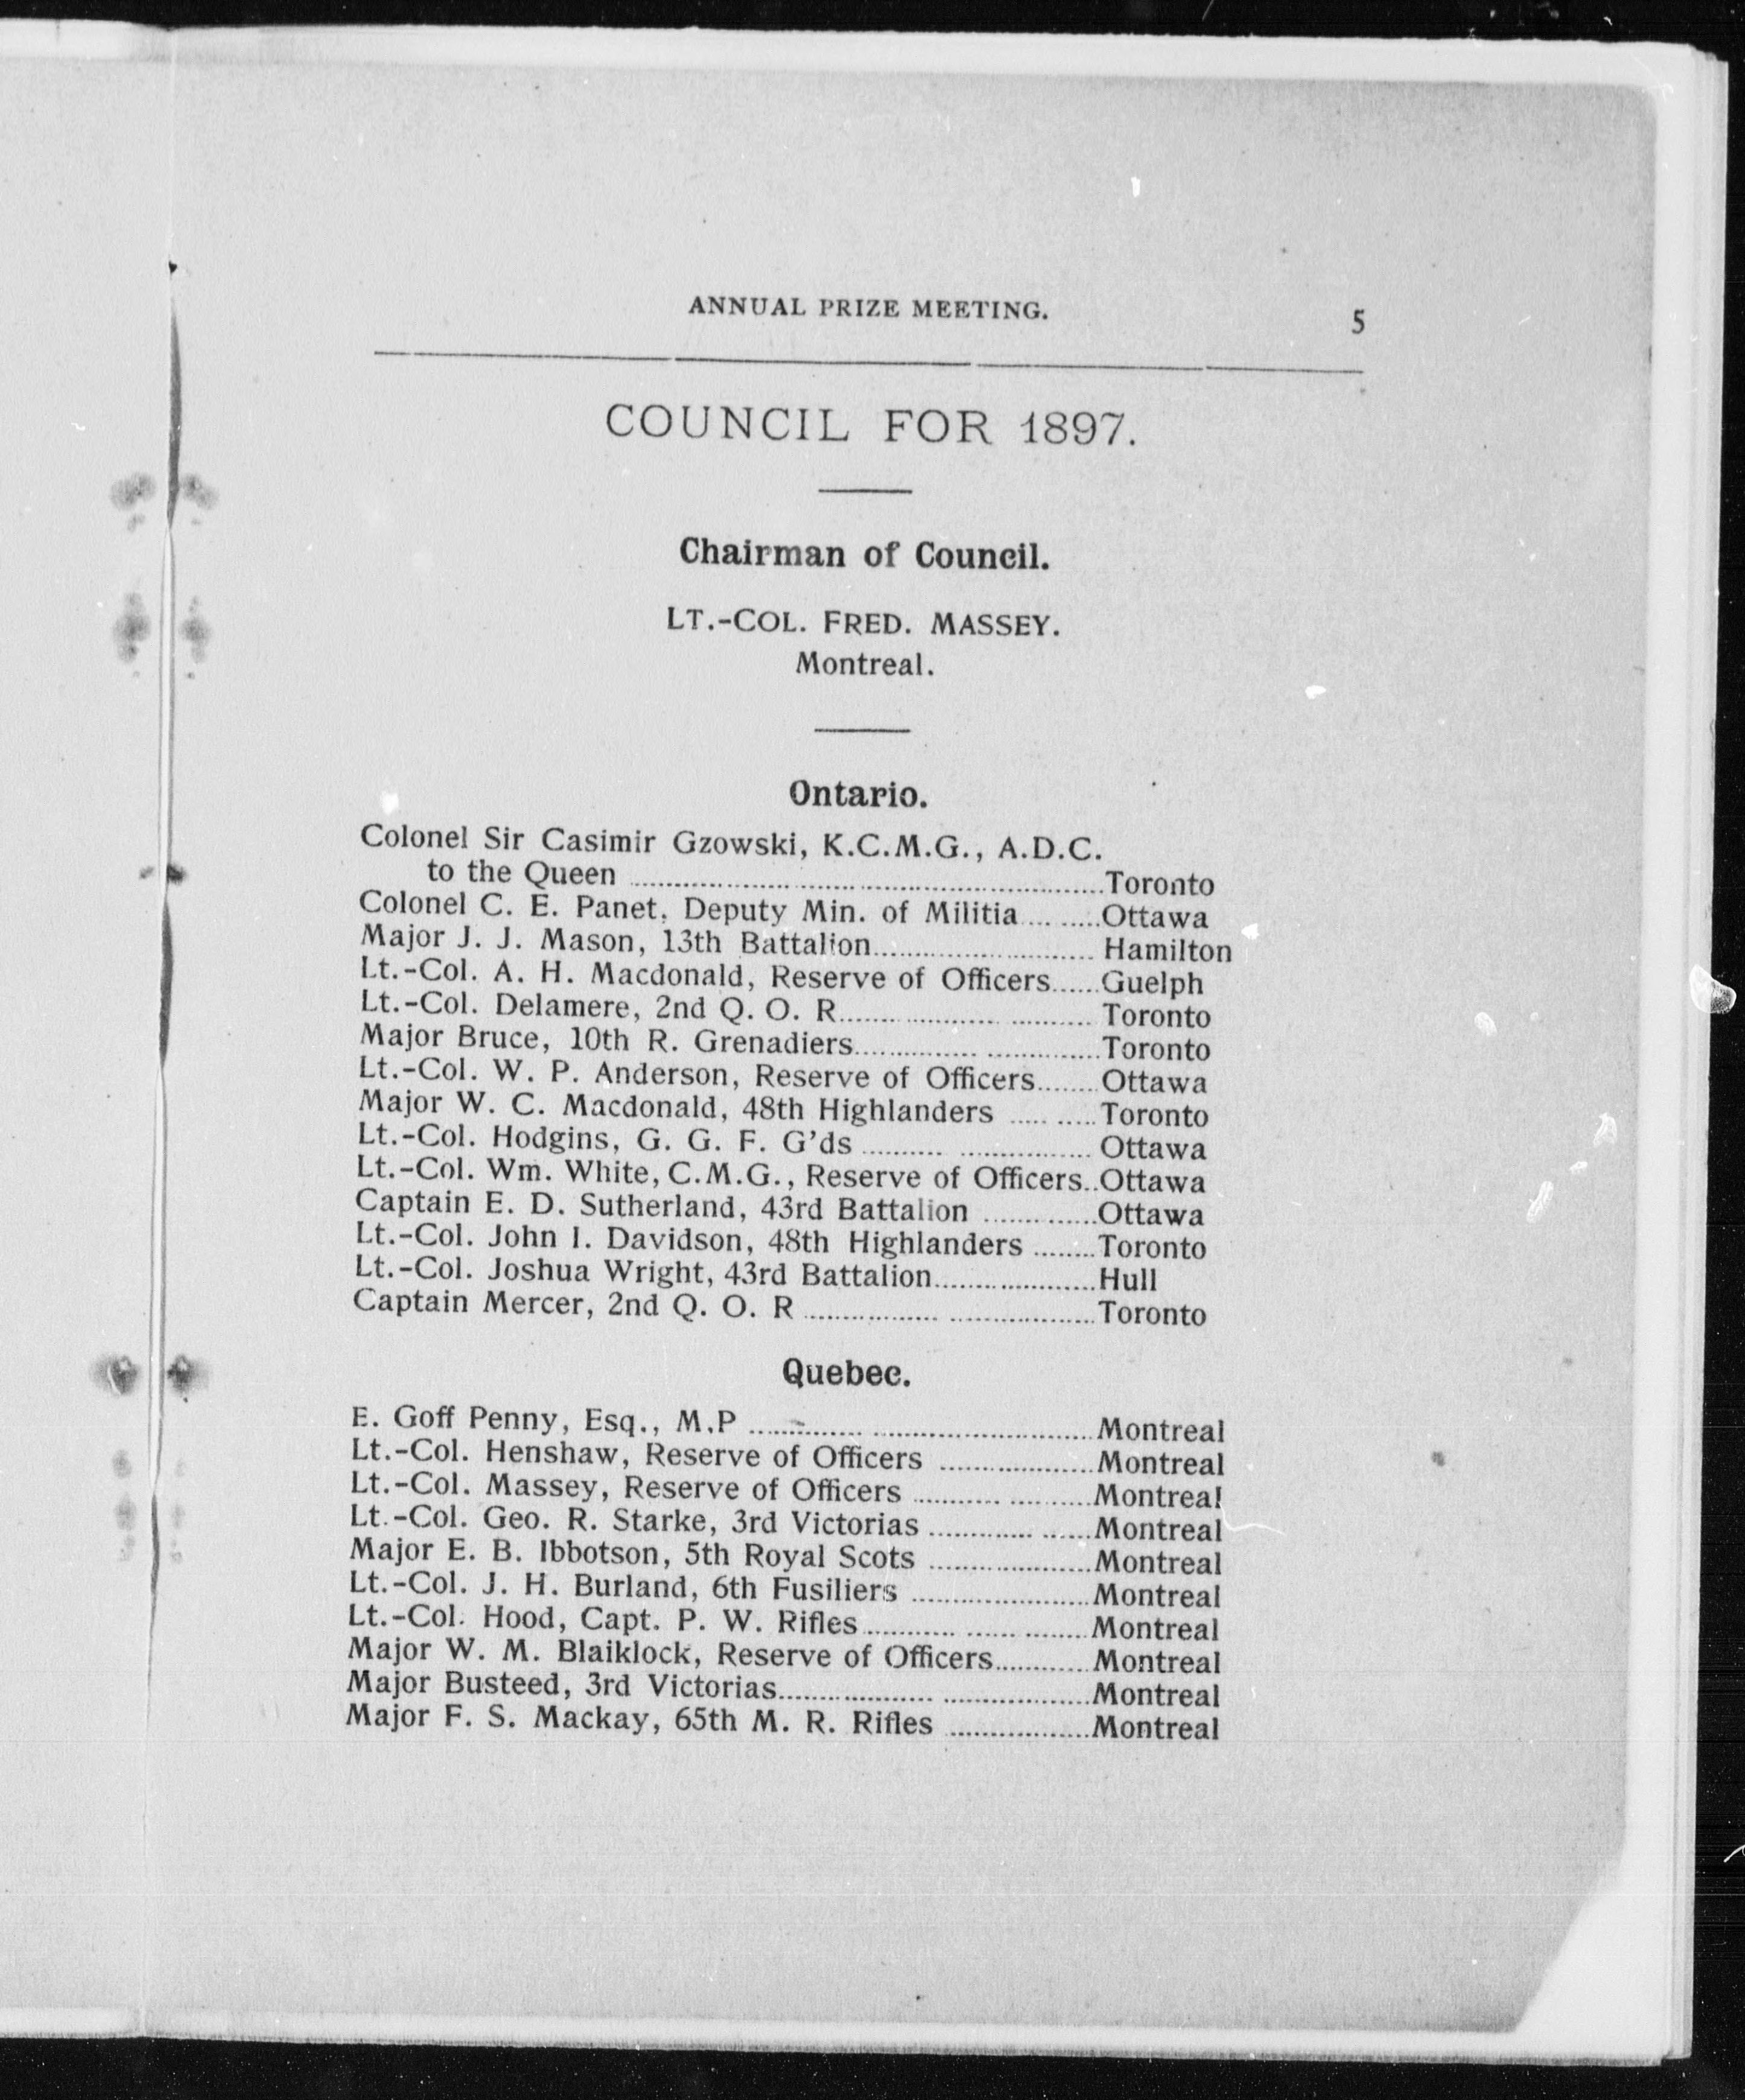 ANNUAL PRIZE MEETING. 5
COUNCIL FOR 1897.
Chairman of Council.
LT.-COL. FRED. MASSEY.
Montreal.
Ontario.
Colonel Sir Casimir Gzowski, K.C.M.G., A.D.C.
to the Queen ........................................ Toronto
Colonel C. E. Panet, Deputy Min. of Militia ......... Ottawa
Major J. J. Mason, 13th Battalion ......... Hamilton
Lt.-Col. A. H. Macdonald, Reserve of Officers ...... Guelph
Lt.-Col. Delamere, 2nd Q. O. R. ......... Toronto
Major Bruce, 10th R. Grenadiers ......... Toronto
Lt.-Col. W. P. Anderson, Reserve of Officers ........ Ottawa
Major W. C. Macdonald, 48th Highlanders .......... Toronto
Lt.-Col. Hodgins, G. G. F. G'ds ......... Ottawa
Lt.-Col. Wm. White, C.M.G., Reserve of Officers..Ottawa
Captain E. D. Sutherland, 43rd Battalion ......... Ottawa
Lt.-Col. John I. Davidson, 48th Highlanders ........ Toronto
Lt.-Col. Joshua Wright, 43rd Battalion ......... Hull
Captain Mercer, 2nd Q. O. R ......... Toronto
Quebec.
E. Goff Penny, Esq., M.P ......... Montreal
Lt.-Col. Henshaw, Reserve of Officers ......... Montreal
Lt.-Col. Massey, Reserve of Officers ......... Montreal
Lt.-Col. Geo. R. Starke, 3rd Victorias ......... Montreal
Major E. B. Ibbotson, 5th Royal Scots ......... Montreal
Lt.-Col. J. H. Burland, 6th Fusiliers ......... Montreal
Lt.-Col. Hood, Capt. P. W. Rifles ......... Montreal
Major W. M. Blaiklock, Reserve of Officers ......... Montreal
Major Busteed, 3rd Victorias ......... Montreal
Major F. S. Mackay, 65th M. R. Rifles ......... Montreal